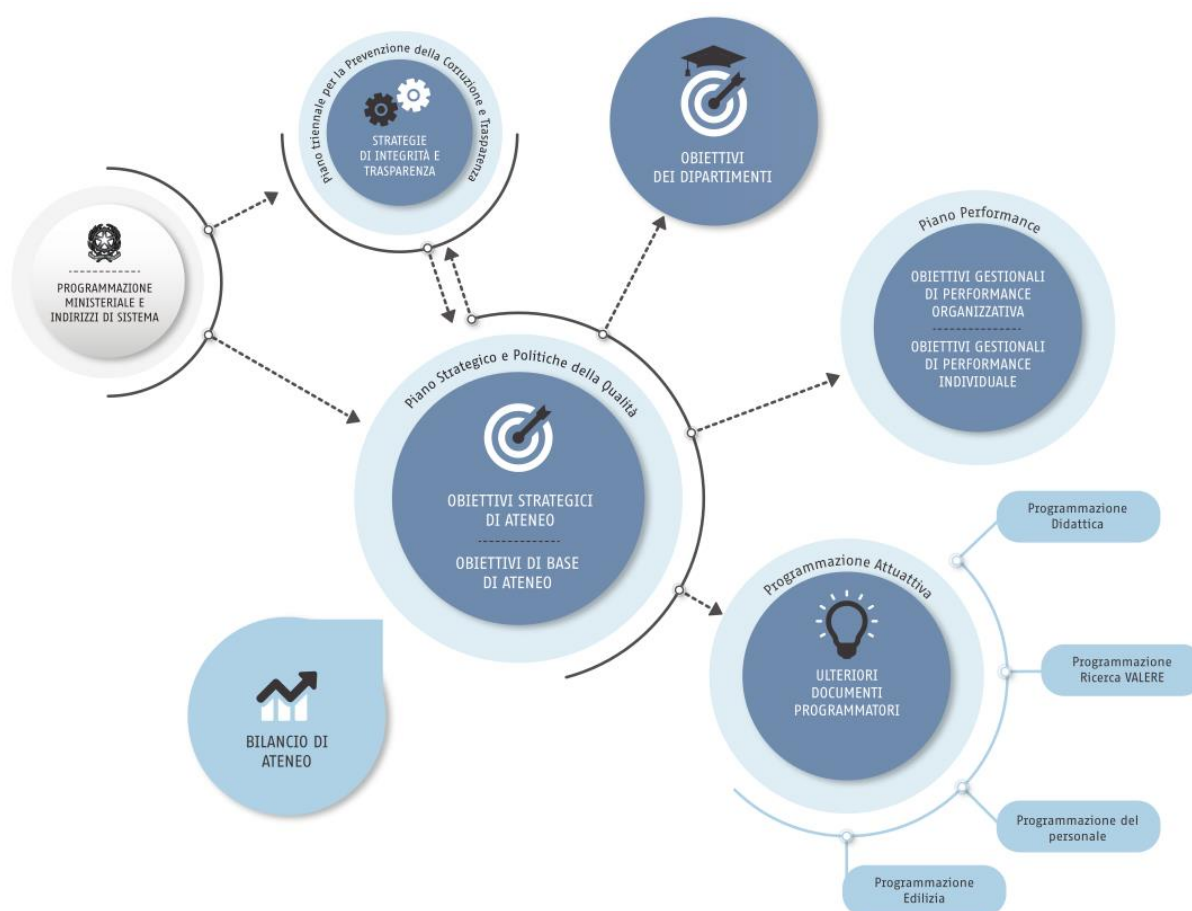 Piano triennale per la Prevenzione della Corruzione e Trasparenza
STRATEGIE
DI INTEGRITÀ E
TRASPARENZA
OBIETTIVI
DEI DIPARTIMENTI
PROGRAMMAZIONE
MINISTERIALE E
INDIRIZZI DI SISTEMA
Piano Performance
OBIETTIVI GESTIONALI
DI PERFORMANCE
ORGANIZZATIVA
OBIETTIVI GESTIONALI
DI PERFORMANCE
INDIVIDUALE
Piano Strategico e Politiche della Qualità
OBIETTIVI STRATEGICI
DI ATENEO
OBIETTIVI DI BASE
DI ATENEO
BILANCIO DI
ATENEO
Programmazione Attuattiva
ULTERIORI
DOCUMENTI
PROGRAMMATORI
Programmazione
Didattica
Programmazione
Ricerca VALERE
Programmazione del
personale
Programmazione
Edilizia